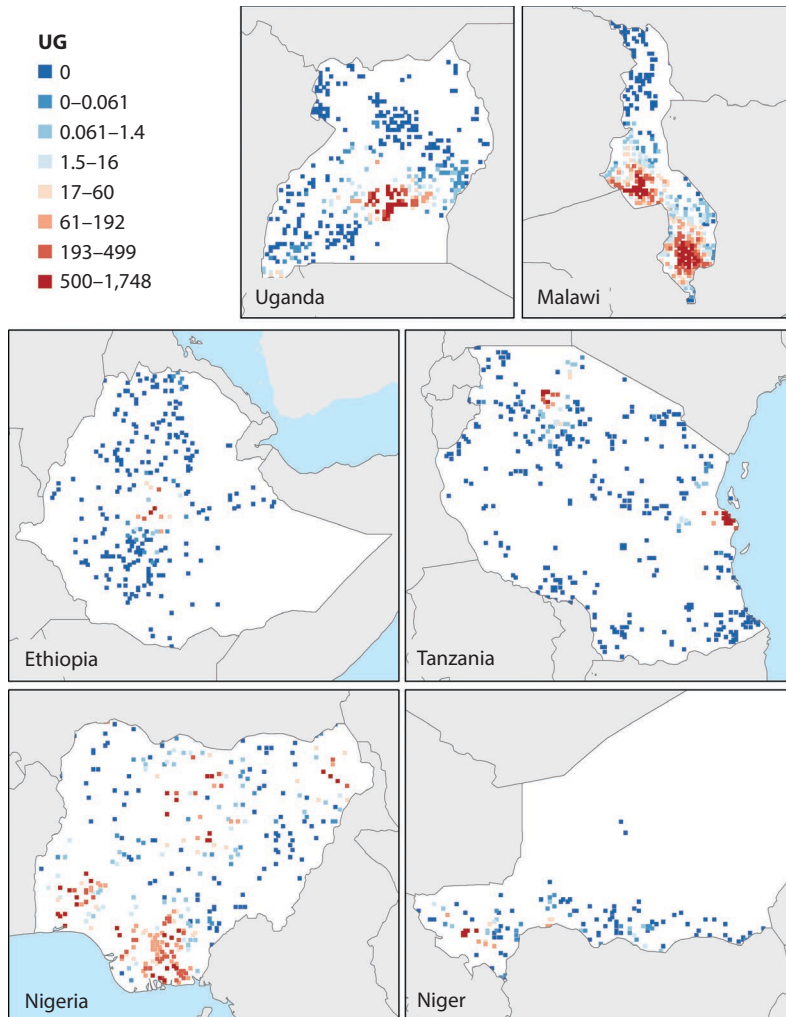 UG
0
0–0.061
0.061–1.4
1.5–16
17–60
61–192
193–499
500–1,748
Uganda
Malawi
Ethiopia
Tanzania
Nigeria
Niger